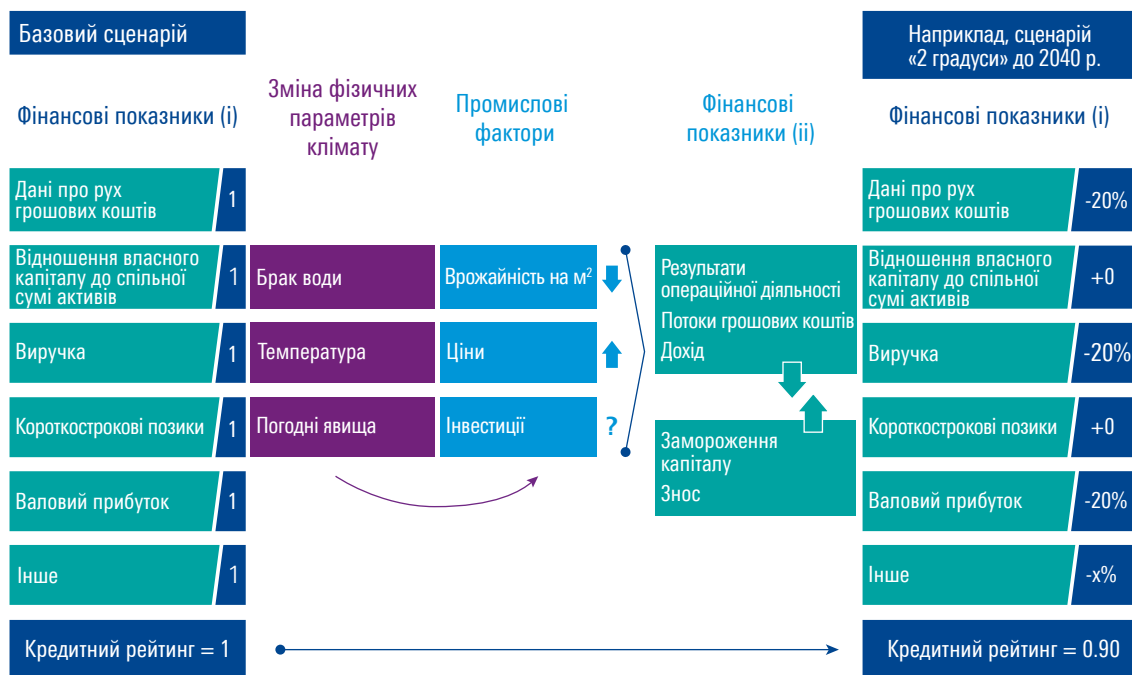 Базовий сценарій
Наприклад, сценарій
«2 градуси» до 2040 р.
Фінансові показники (i)
Зміна фізичних
параметрів
клімату
Промислові
фактори
Фінансові
показники (ii)
Фінансові показники (i)
Дані про рух
грошових коштів
1
Дані про рух
грошових коштів
-20%
Відношення власного
капіталу до спільної
сумі активів
1
Брак води
Врожайність на м²
Результати
операційної діяльності
Потоки грошових коштів
Дохід
Відношення власного
капіталу до спільної
сумі активів
+0
Виручка
1
Температура
Ціни
Виручка
-20%
Короткострокові позики
1
Погодні явища
Інвестиції
?
Замороження
капіталу
Знос
Короткострокові позики
+0
Валовий прибуток
1
Валовий прибуток
-20%
Інше
1
Інше
-x%
Кредитний рейтинг = 1
Кредитний рейтинг = 0.90